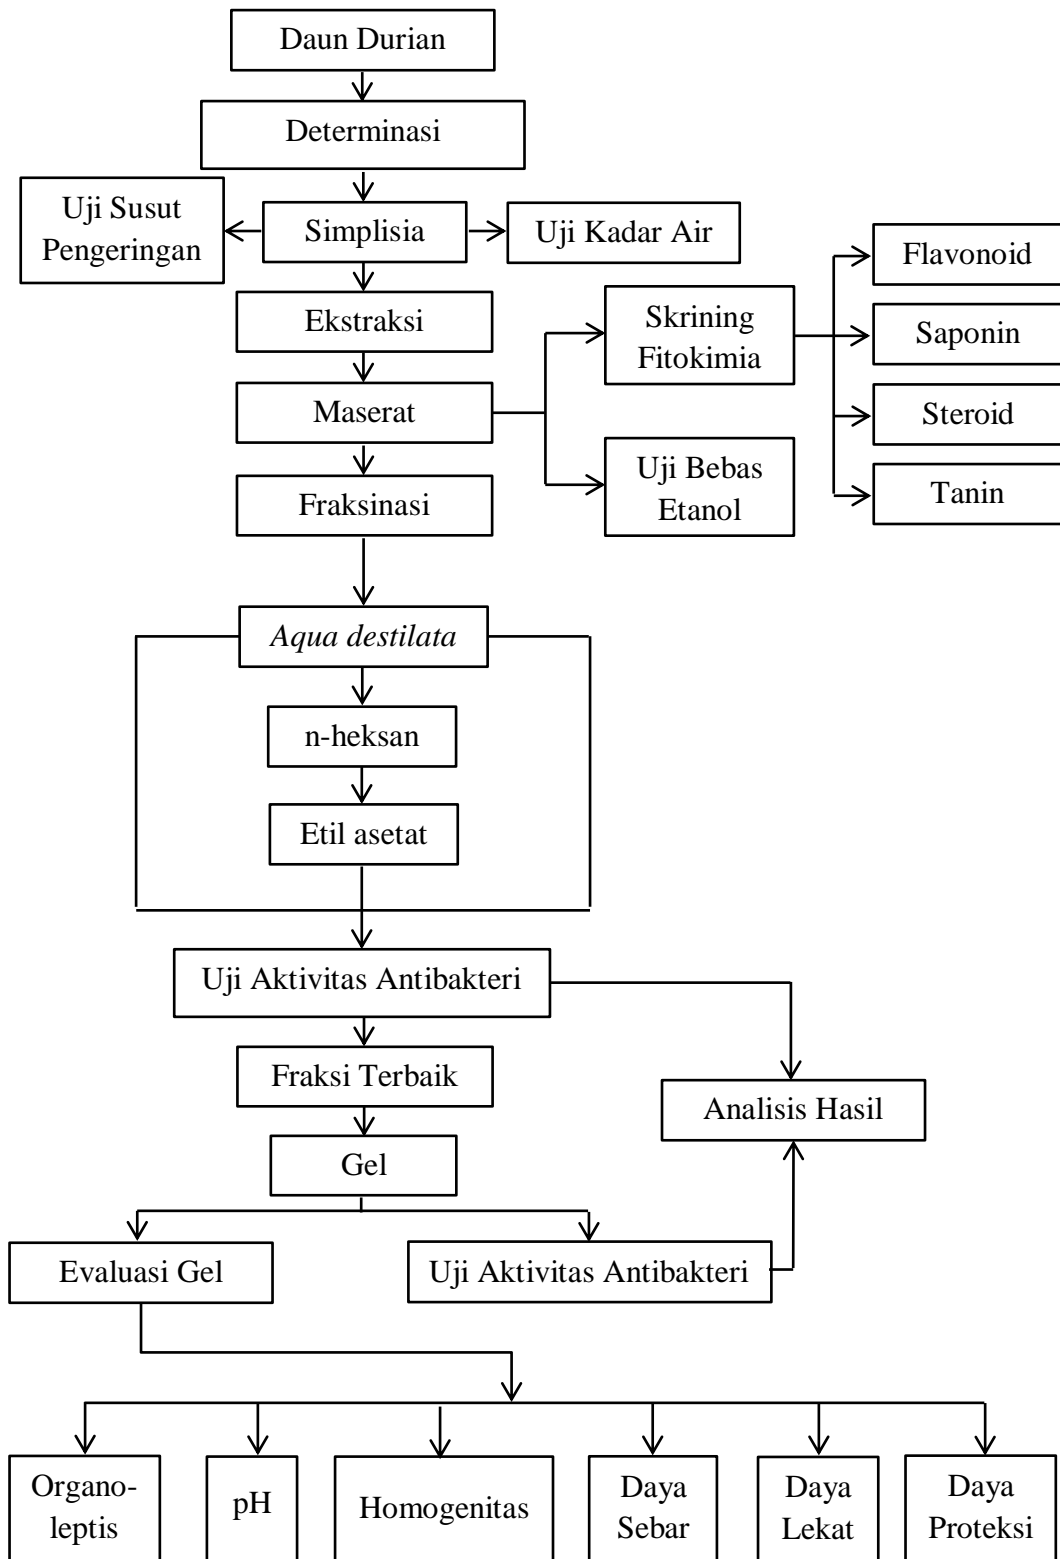 Daun Durian
Determinasi
Uji Susut
Pengeringan
Simplisia
Uji Kadar Air
Flavonoid
Ekstraksi
Skrining
Fitokimia
Saponin
Maserat
Steroid
Fraksinasi
Uji Bebas
Etanol
Tanin
Aqua destilata
n-heksan
Etil asetat
Uji Aktivitas Antibakteri
Fraksi Terbaik
Analisis Hasil
Gel
Evaluasi Gel
Uji Aktivitas Antibakteri
Organo-
leptis
pH
Homogenitas
Daya
Sebar
Daya
Lekat
Daya
Proteksi